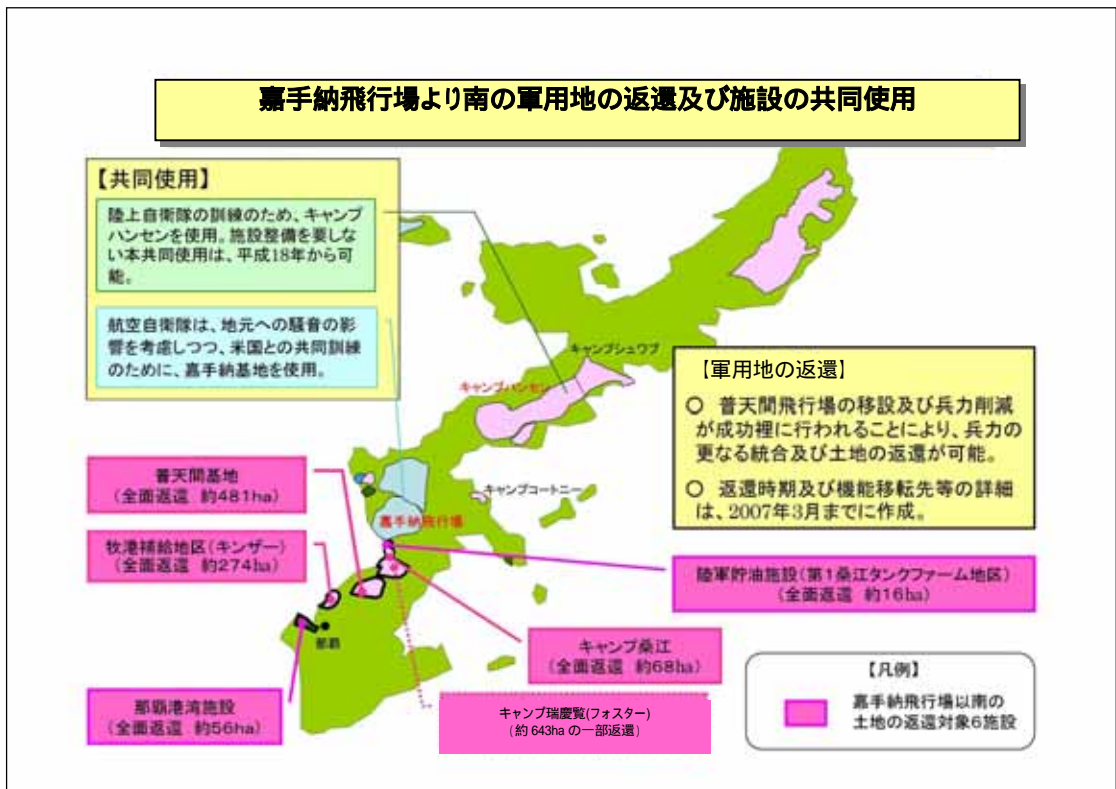 嘉手納飛行場より南の軍用地の返還及び施設の共同使用
【共同使用】
陸上自衛隊の訓練のため、キャンプ
ハンセンを使用。施設整備を要しな
い本共同使用は、平成18年から可
能。
航空自衛隊は、地元への騒音の影
響を考慮しつつ、米国との共同訓練
のために、嘉手納基地を使用。
キャンプシュワブ
キャンプハンセン
【軍用地の返還】
○ 普天間飛行場の移設及び兵力削減
が成功裡に行われることにより、兵力の
更なる統合及び土地の返還が可能。
○ 返還時期及び機能移転先等の詳細
は、2007年3月までに作成。
普天間基地
(全面返還 約481ha)
キャンプコートニー
嘉手納飛行場
牧港補給地区(キンザー)
(全面返還 約274ha)
陸軍貯油施設(第1桑江タンクファーム地区)
(全面返還 約16ha)
那覇
キャンプ桑江
(全面返還 約68ha)
那覇港湾施設
(全面返還 約56ha)
キャンプ瑞慶覧(フォスター)
(約643haの一部返還)
【凡例】
嘉手納飛行場以南の
土地の返還対象6施設